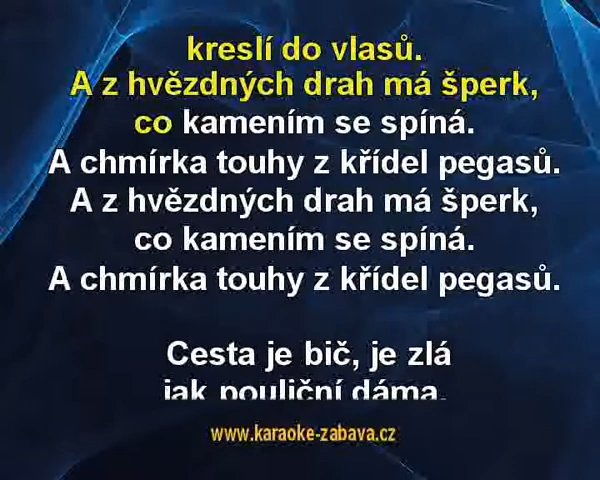 kreslí do vlasů.
A z hvězdných drah má šperk,
co kamením se spíná.
A chmírka touhy z křídel pegasů.
A z hvězdných drah má šperk,
co kamením se spíná.
A chmírka touhy z křídel pegasů.
Cesta je bič, je zlá
jak pouliční dáma.
www.karaoke-zabava.cz